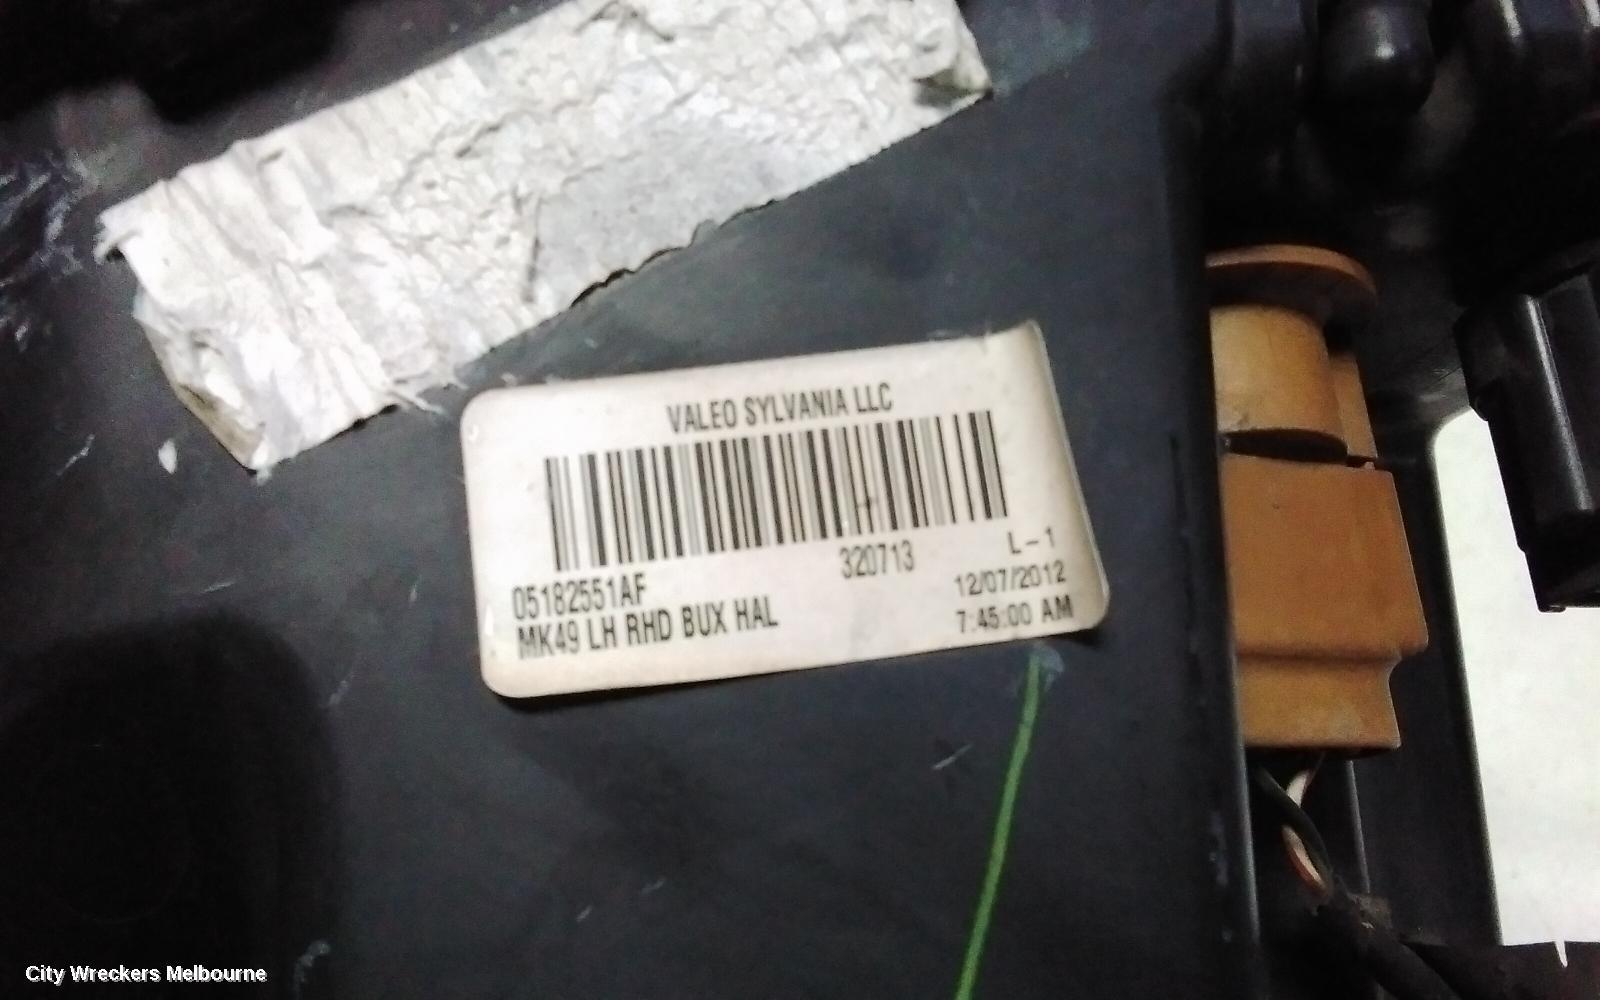 VALEO SYLVANIA LLC
320713
L-1
05182551AF
12/07/2012
MK49 LH RHD BUX HAL
7:45:00 AM
City Wreckers Melbourne